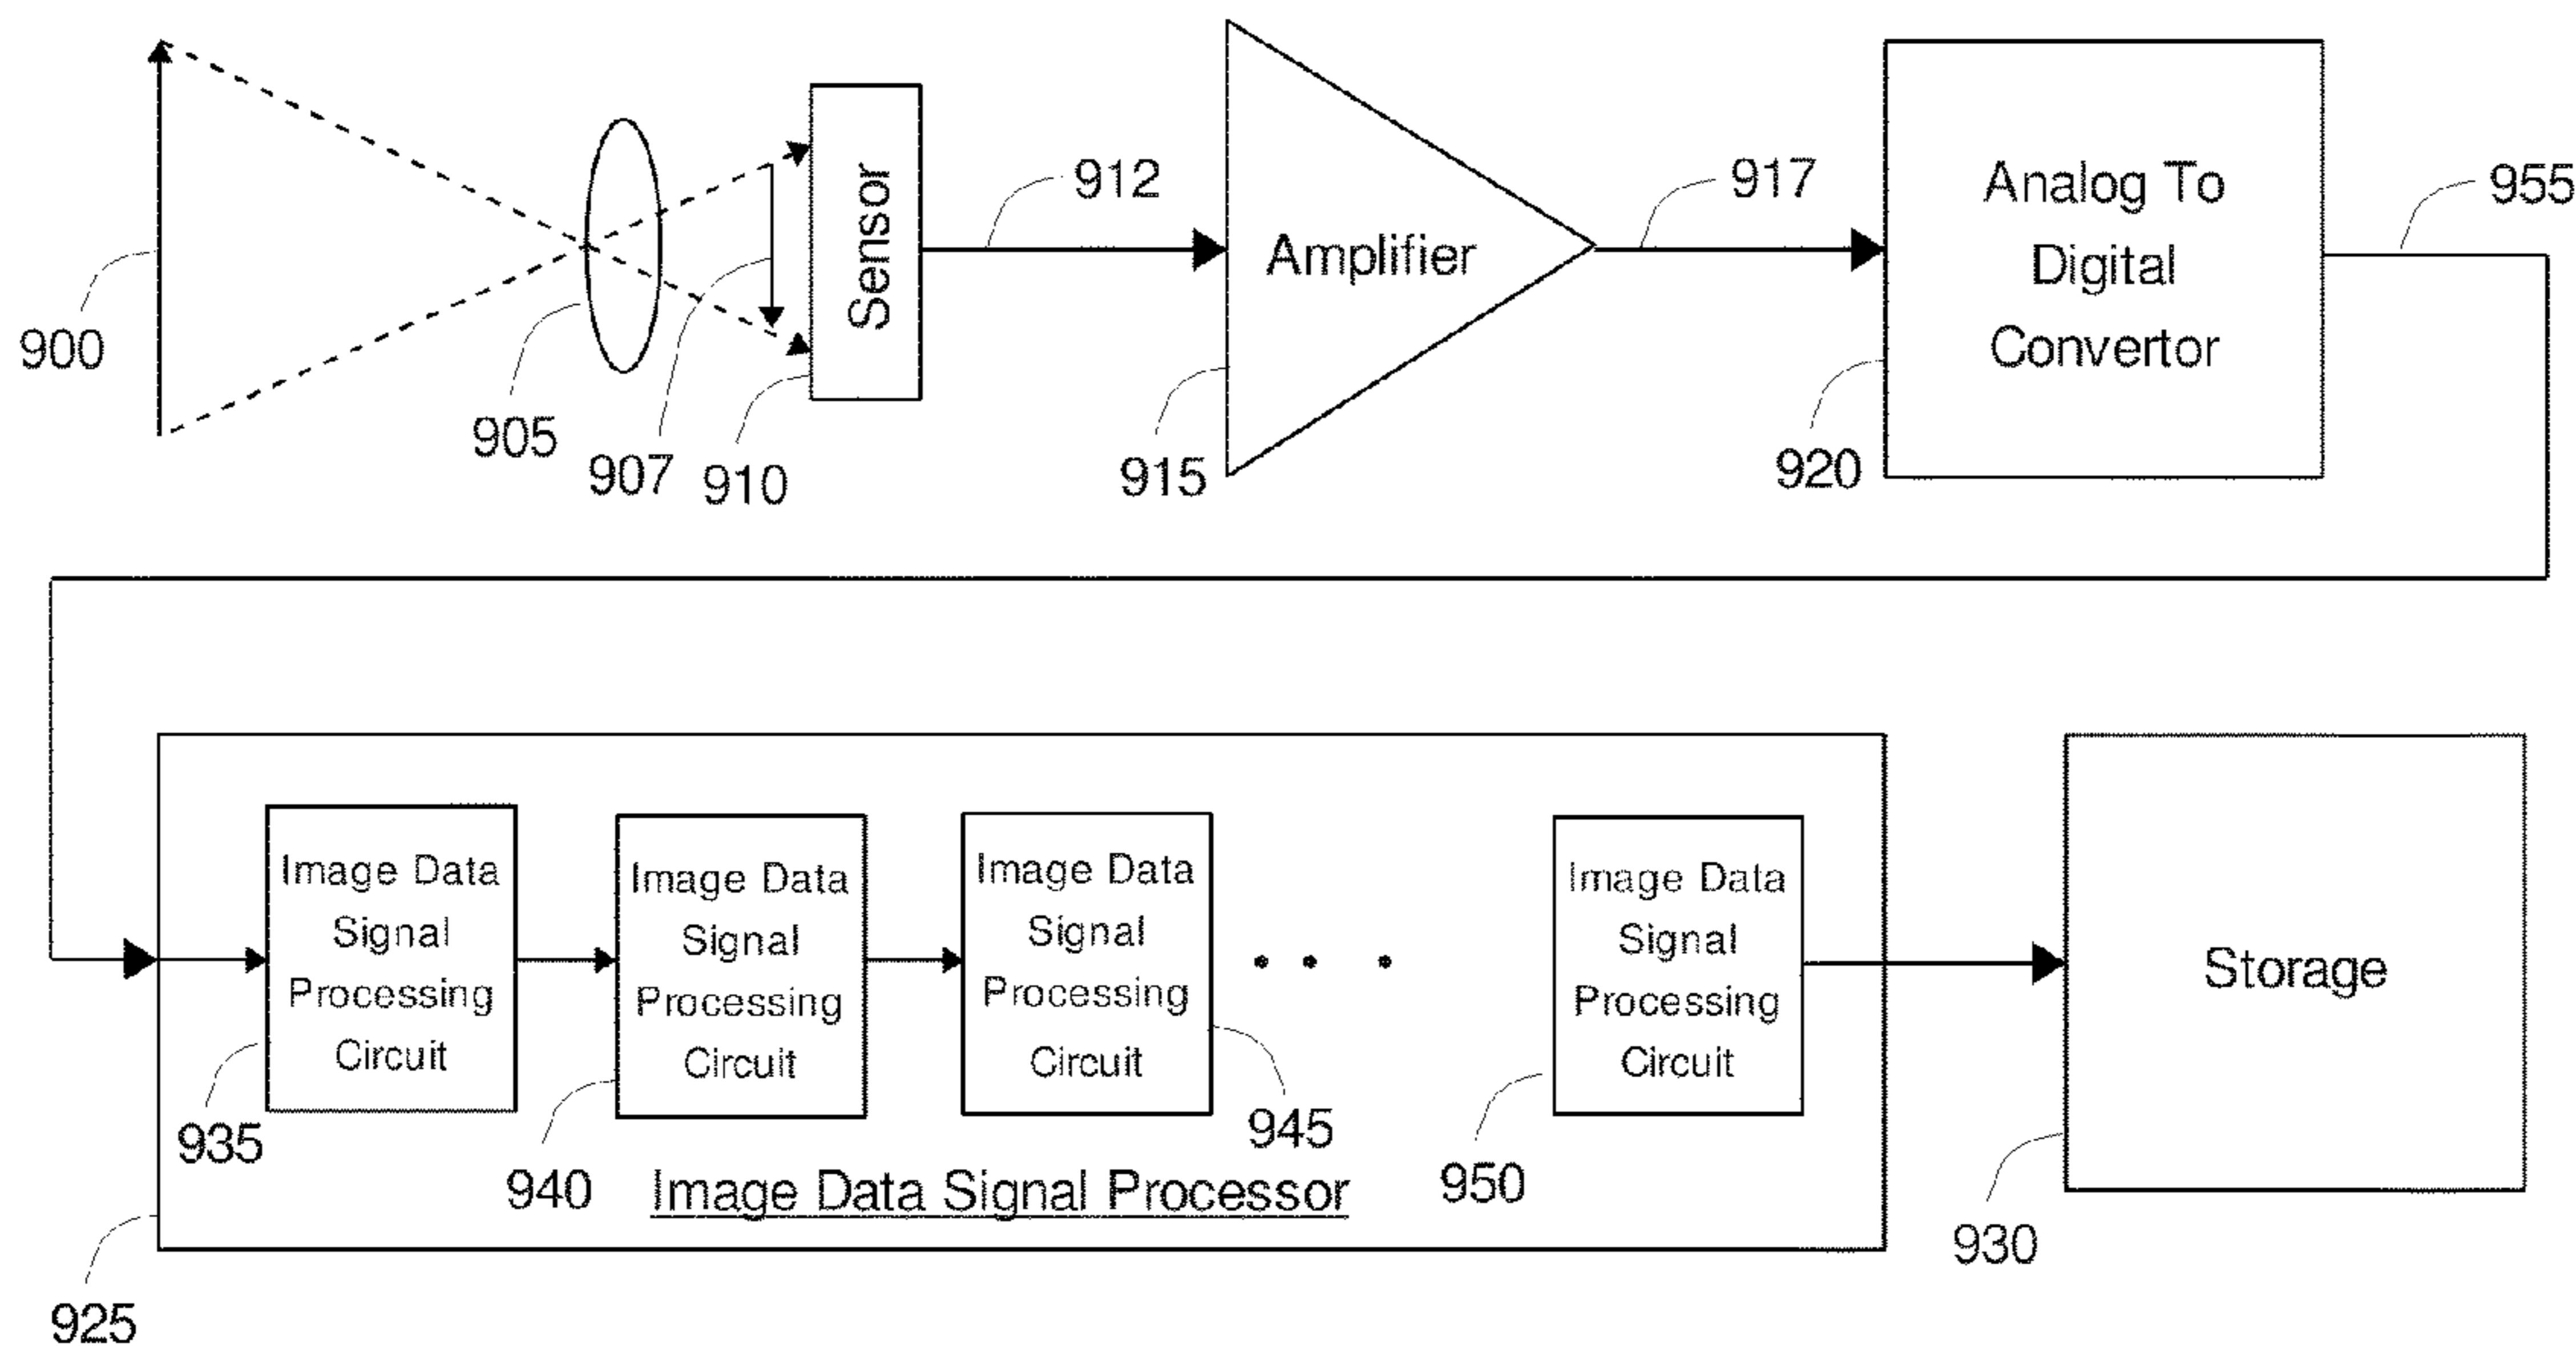 912
917
955
Sensor
Amplifier
Analog To
Digital
Convertor
900
905
907
910
915
920
Image Data
Signal
Processing
Circuit
Image Data
Signal
Processing
Circuit
Image Data
Signal
Processing
Circuit
. . .
Image Data
Signal
Processing
Circuit
Storage
935
940
945
950
Image Data Signal Processor
925
930